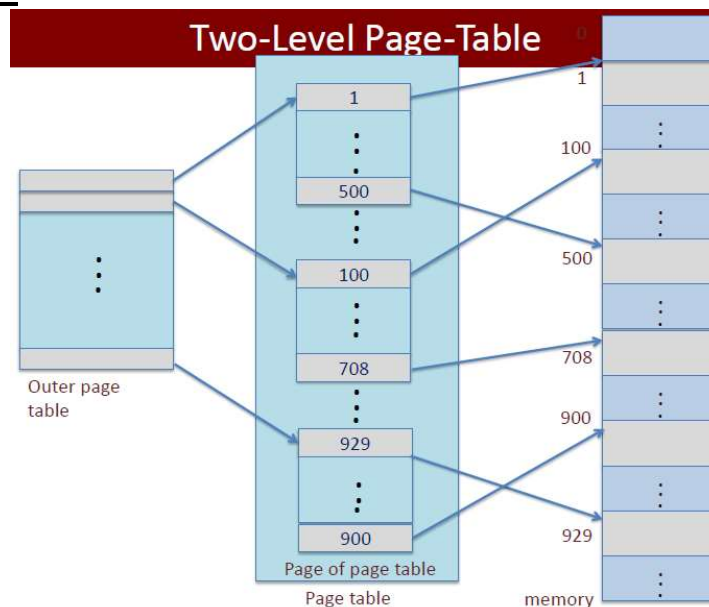 Two-Level Page-Table
0
1
500
100
708
929
900
Outer page
table
Page of page table
Page table
1
100
500
708
900
929
memory